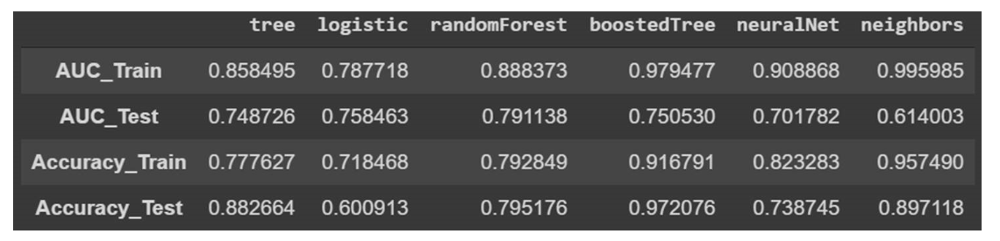 tree logistic randomForest boostedTree neuralNet neighbors
AUC_Train 0.858495 0.787718 0.888373 0.979477 0.908868 0.995985
AUC_Test 0.748726 0.758463 0.791138 0.750530 0.701782 0.614003
Accuracy_Train 0.777627 0.718468 0.792849 0.916791 0.823283 0.957490
Accuracy_Test 0.882664 0.600913 0.795176 0.972076 0.738745 0.897118